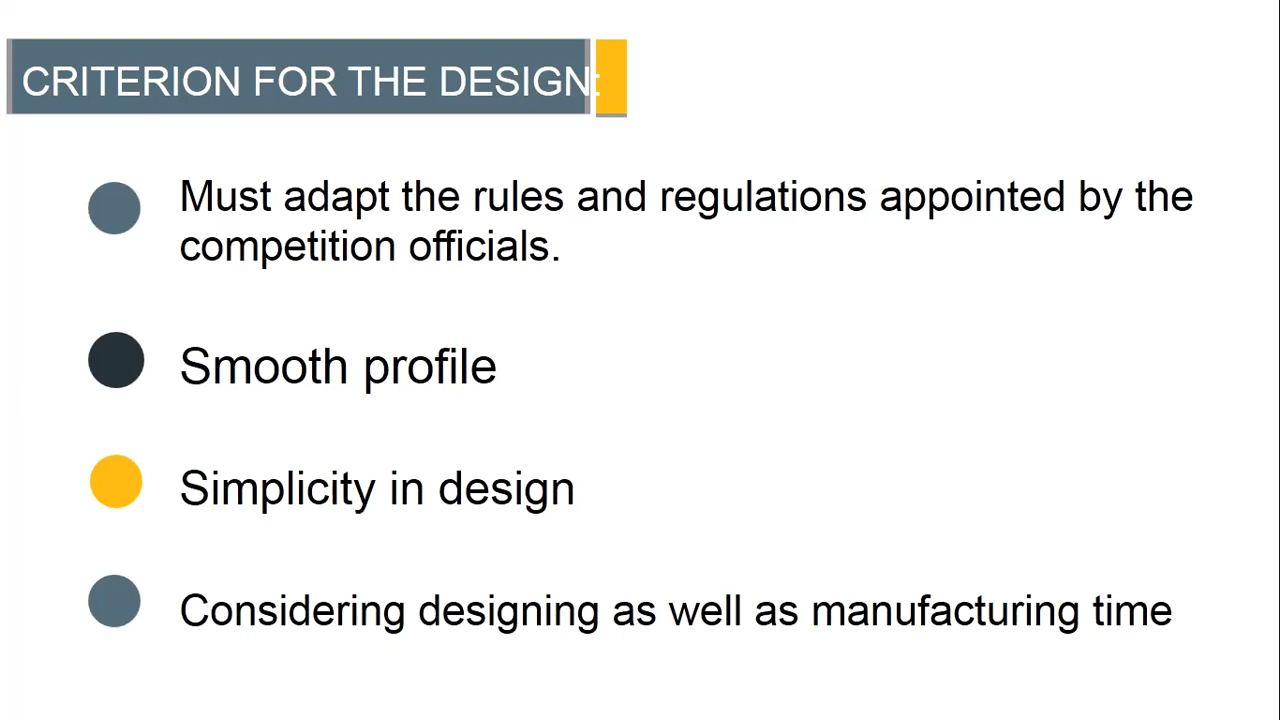 CRITERION FOR THE DESIGN:
Must adapt the rules and regulations appointed by the
competition officials.
Smooth profile
Simplicity in design
Considering designing as well as manufacturing time